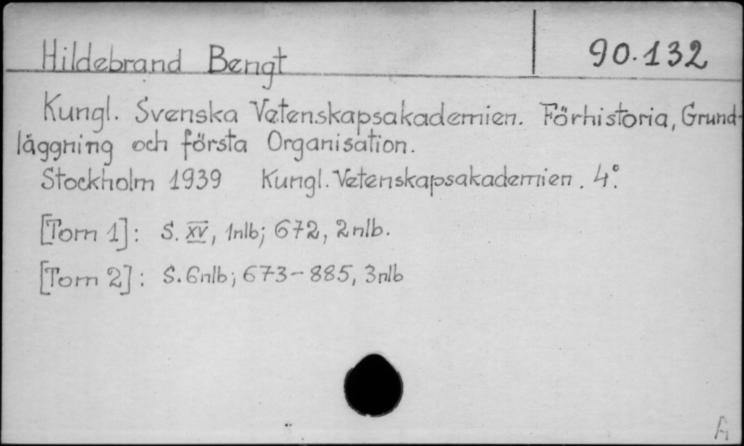 Hildebrand Bengt 90.132
Kungl. Svenska Vetenskapsakademien. Förhistoria, Grund-
läggning och första Organisation.
Stockholm 1939 Kungl. Vetenskapsakademien. 4°.
[Tom 1]: S. XV, 1nlb; 672, 2nlb.
[Tom 2]: S. 6nlb; 673-885, 3nlb
A